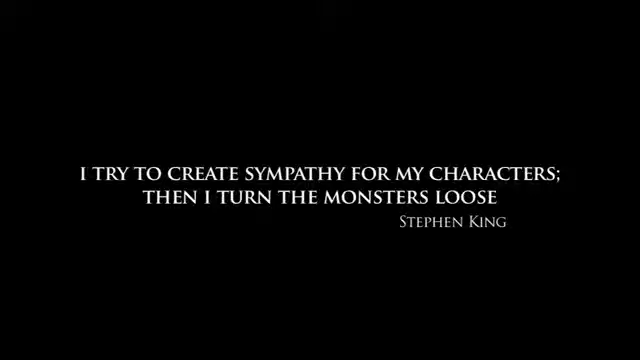 I TRY TO CREATE SYMPATHY FOR MY CHARACTERS;
THEN I TURN THE MONSTERS LOOSE
STEPHEN KING